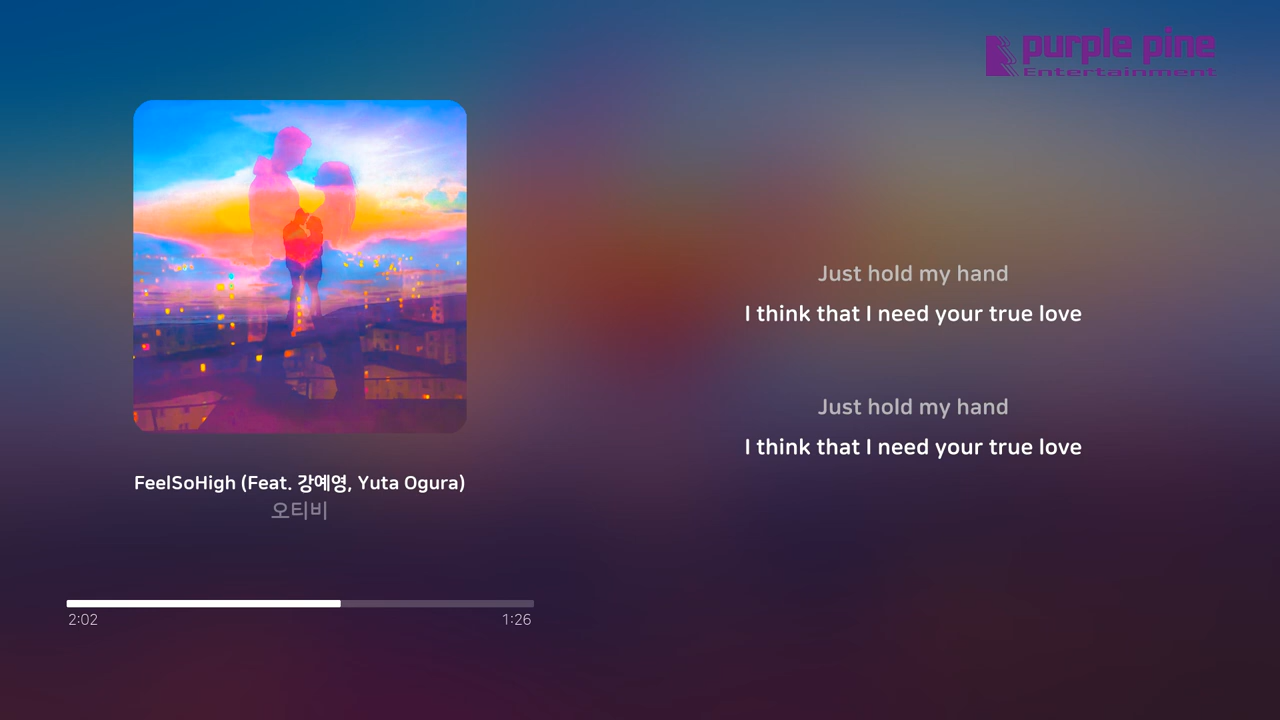 purple pine
Entertainment
Just hold my hand
I think that I need your true love
Just hold my hand
I think that I need your true love
FeelSoHigh (Feat. 강예영, Yuta Ogura)
오티비
2:02
1:26